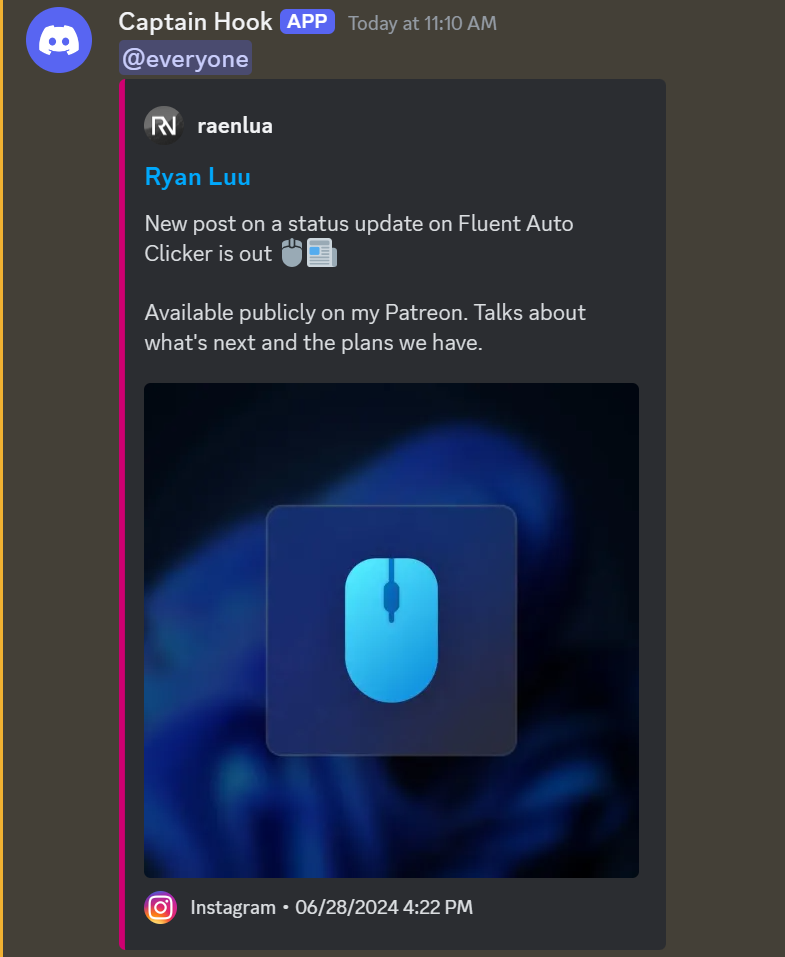 Captain Hook APP Today at 11:10 AM
@everyone
RN raenlua
Ryan Luu
New post on a status update on Fluent Auto
Clicker is out 🖱️📰
Available publicly on my Patreon. Talks about
what's next and the plans we have.
Instagram • 06/28/2024 4:22 PM